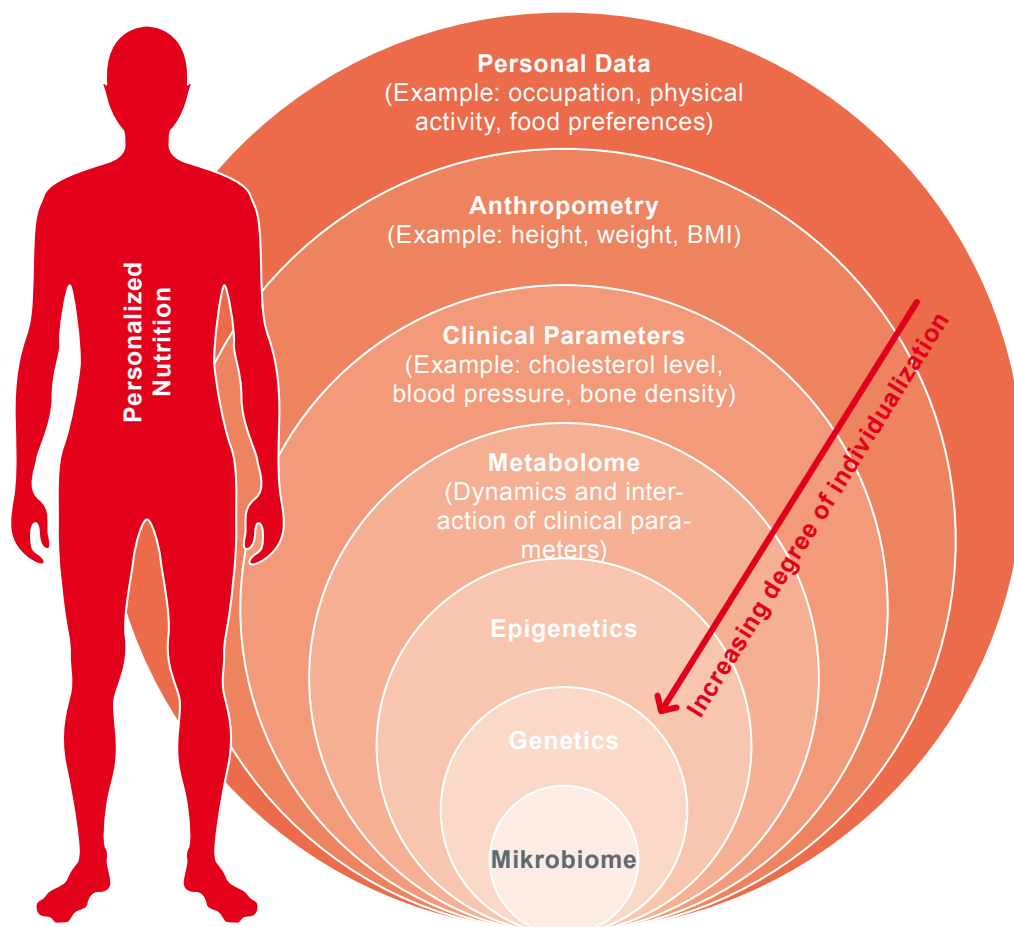 Personal Data
(Example: occupation, physical
activity, food preferences)
Anthropometry
(Example: height, weight, BMI)
Personalized
Nutrition
Clinical Parameters
(Example: cholesterol level,
blood pressure, bone density)
Increasing degree of individualization
Metabolome
(Dynamics and inter-
action of clinical para-
meters)
Epigenetics
Genetics
Mikrobiome